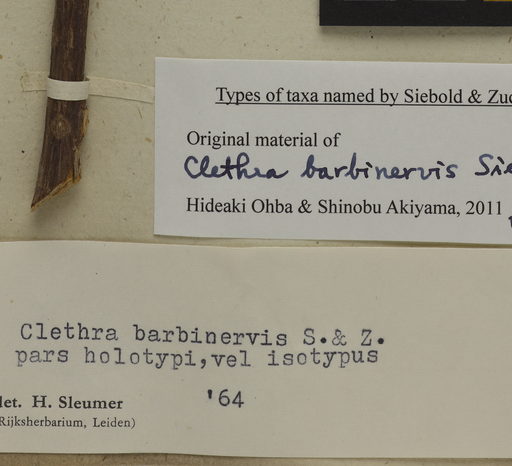 Types of taxa named by Siebold & Zuc
Original material of
Clethra barbinervis Sie
Hideaki Ohba & Shinobu Akiyama, 2011
Clethra barbinervis S.& Z.
pars holotypi,vel isotypus
'64
det. H. Sleumer
Rijksherbarium, Leiden)